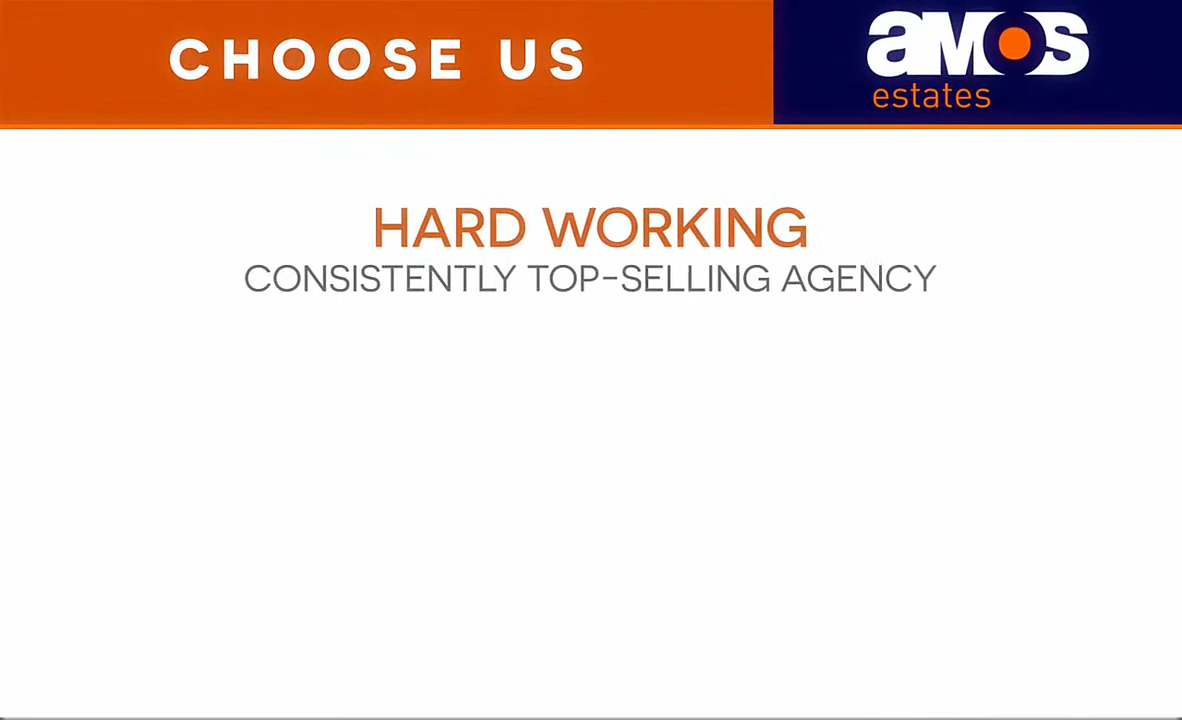 CHOOSE US
aMOS
estates
HARD WORKING
CONSISTENTLY TOP-SELLING AGENCY